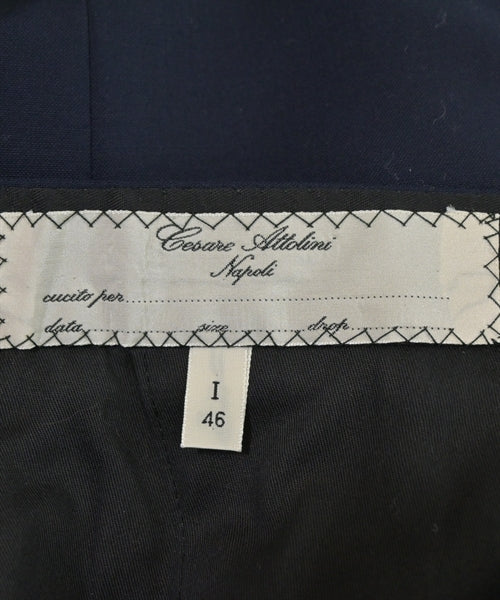 Cesare Attolini
Napoli
cucito per
data size drop
I
46